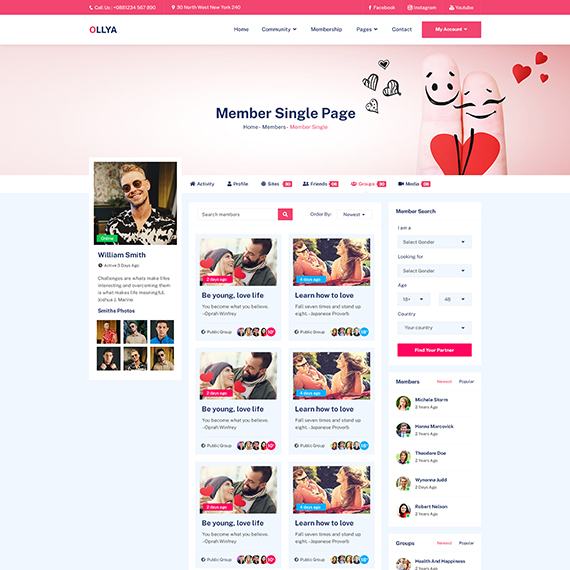 Call Us : +0881234 567 890
30 North West New York 240
Facebook
Instagram
Youtube
OLLYA
Home
Community
Membership
Pages
Contact
My Account
Member Single Page
Home - Members - Member Single
Activity
Profile
Sites 30
Friends 06
Groups 30
Media 08
Online
William Smith
Active 3 Days Ago
Challenges are whats make lifes
interesting and overcoming them
is what makes life meaningful.
Joshua J. Marine
Smiths Photos
Search members
Order By:
Newest
2 days ago
Be young, love life
You become what you believe.
-Oprah Winfrey
Public Group
4 days ago
Learn how to love
Fall seven times and stand up
eight. - Japanese Proverb
Public Group
2 days ago
Be young, love life
You become what you believe.
-Oprah Winfrey
Public Group
4 days ago
Learn how to love
Fall seven times and stand up
eight. - Japanese Proverb
Public Group
2 days ago
Be young, love life
You become what you believe.
-Oprah Winfrey
Public Group
4 days ago
Learn how to love
Fall seven times and stand up
eight. - Japanese Proverb
Public Group
Member Search
I am a
Select Gender
Looking for
Select Gender
Age
18+
48
Country
Your country
Find Your Partner
Members
Newest
Popular
Michele Storm
2 Years Ago
Hanna Marcovick
2 Years Ago
Theodore Doe
2 Years Ago
Wynonna Judd
2 Days Ago
Robert Nelson
2 Years Ago
Groups
Newest
Popular
Health And Happiness
2 Years Ago